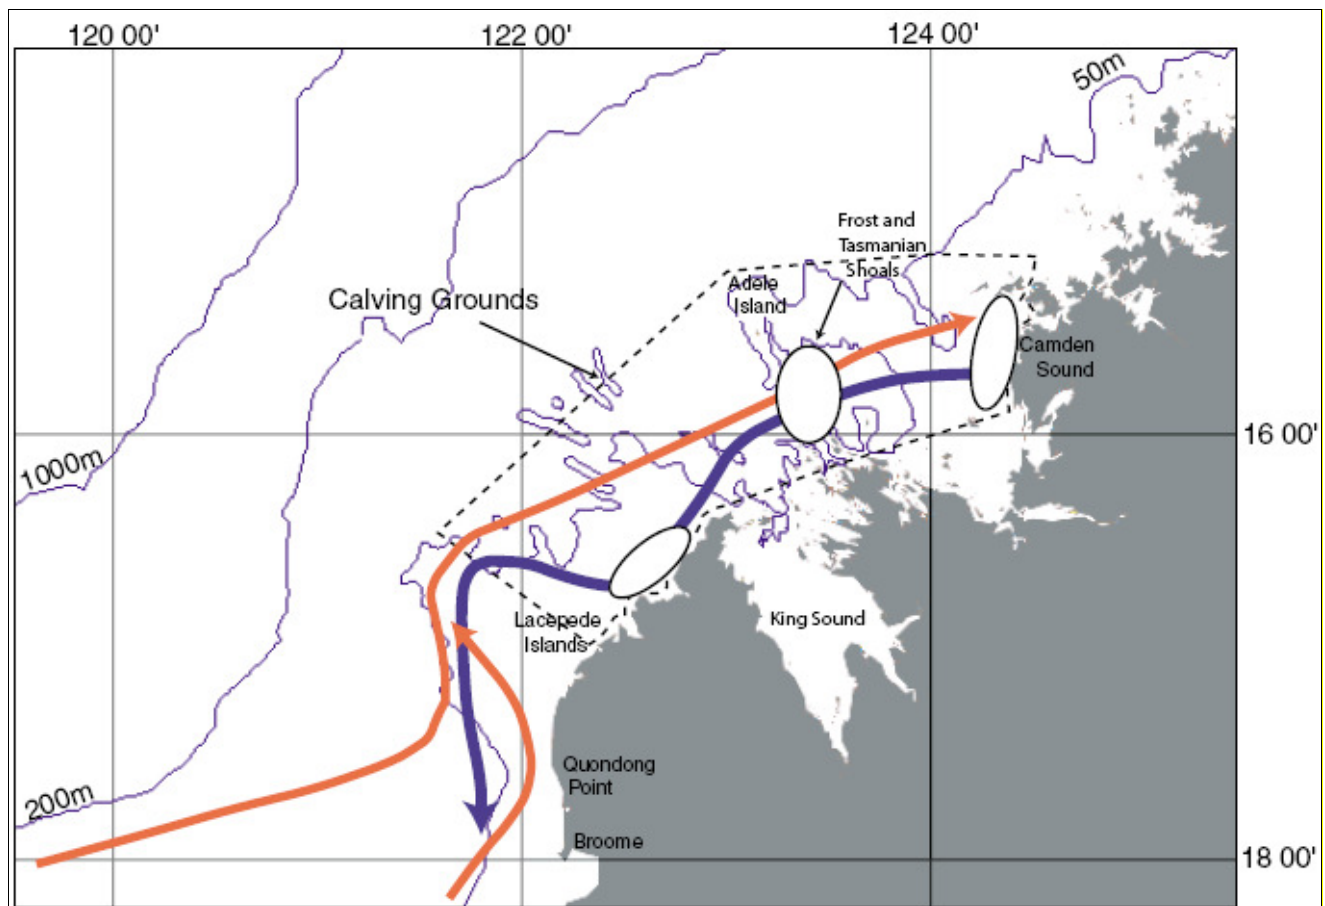 120 00'
122 00'
124 00'
50m
Frost and
Tasmanian
Shoals
Adele
Island
Calving Grounds
Camden
Sound
16 00'
1000m
Lacepede
Islands
King Sound
Quondong
Point
200m
Broome
18 00'